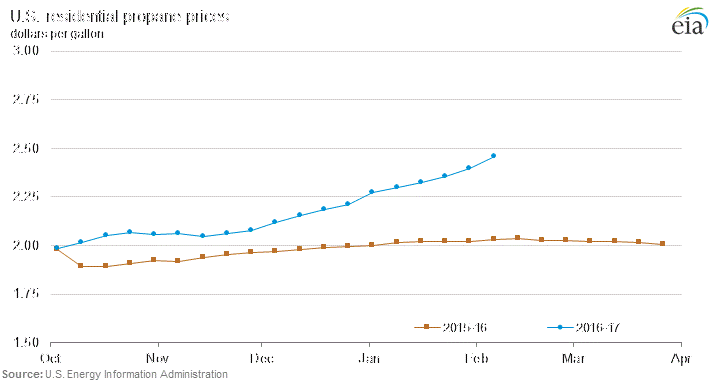 U.S. residential propane prices
dollars per gallon
eia
3.00
2.75
2.50
2.25
2.00
1.75
1.50
Oct Nov Dec Jan Feb Mar Apr
2015-16 2016-17
Source: U.S. Energy Information Administration